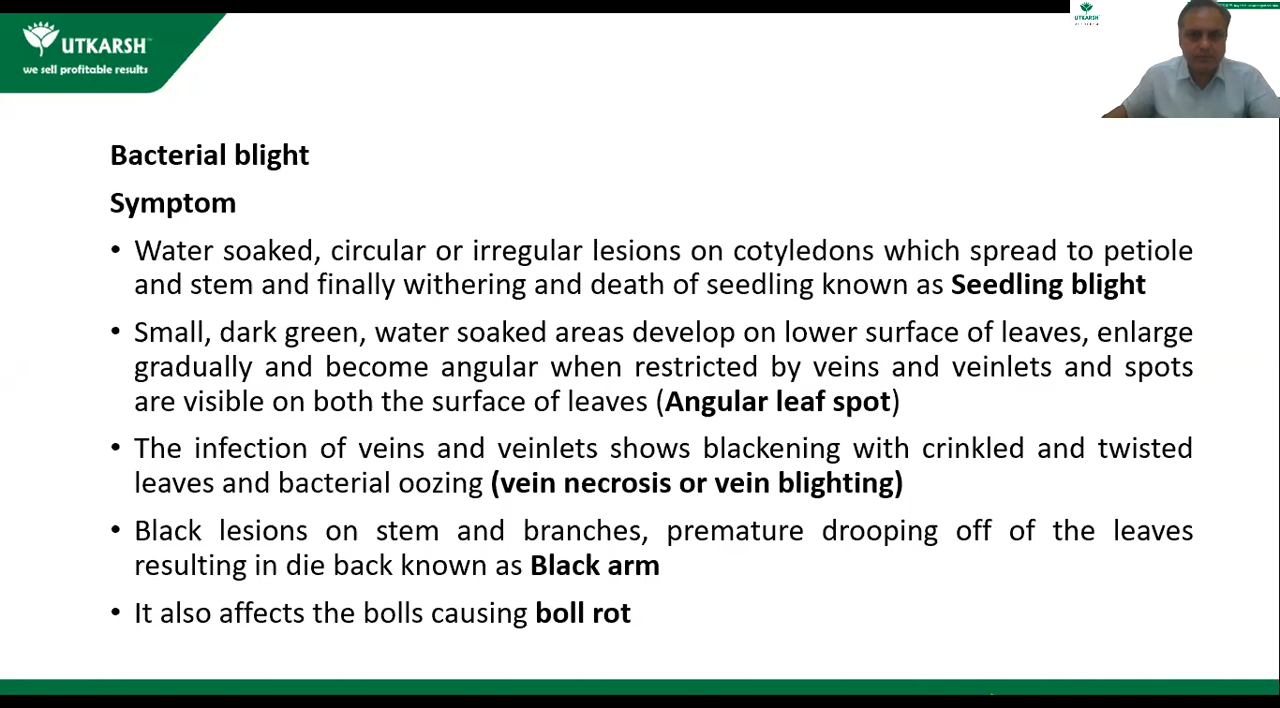 UTKARSH
we sell profitable results
UTKARSH
Bacterial blight
Symptom
• Water soaked, circular or irregular lesions on cotyledons which spread to petiole
and stem and finally withering and death of seedling known as Seedling blight
• Small, dark green, water soaked areas develop on lower surface of leaves, enlarge
gradually and become angular when restricted by veins and veinlets and spots
are visible on both the surface of leaves (Angular leaf spot)
• The infection of veins and veinlets shows blackening with crinkled and twisted
leaves and bacterial oozing (vein necrosis or vein blighting)
• Black lesions on stem and branches, premature drooping off of the leaves
resulting in die back known as Black arm
• It also affects the bolls causing boll rot